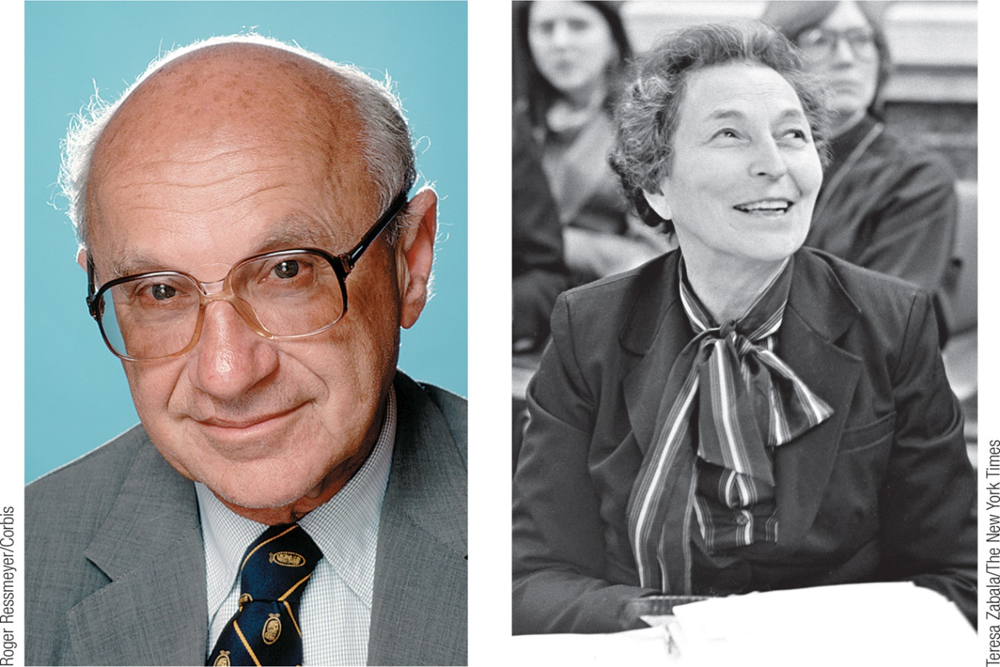 Roger Ressmeyer/Corbis
Teresa Zabala/The New York Times